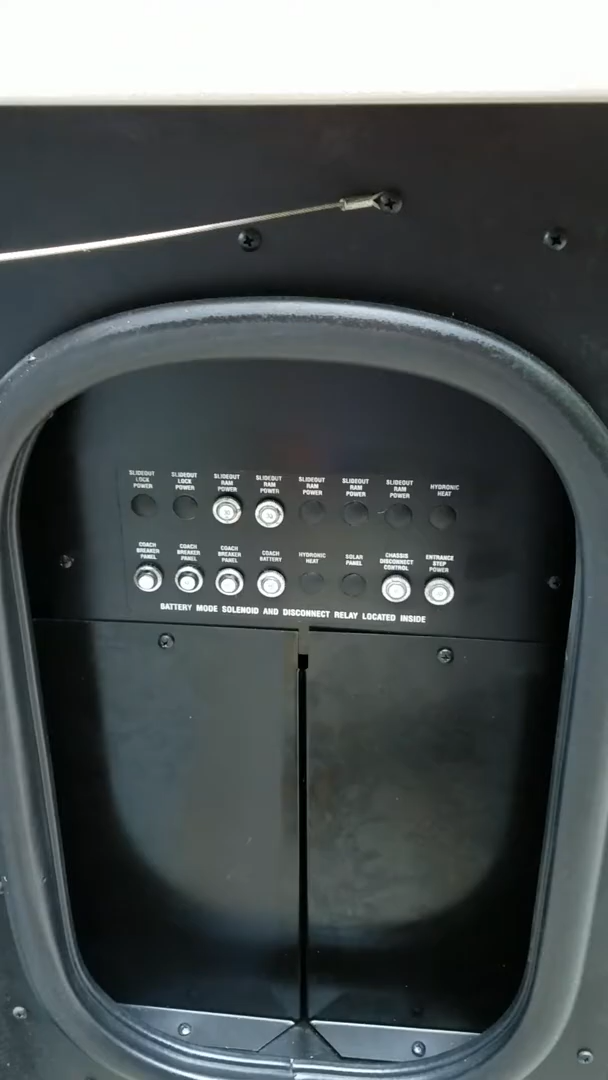 SLIDEOUT LOCK POWER
SLIDEOUT LOCK POWER
SLIDEOUT RAM POWER
SLIDEOUT RAM POWER
SLIDEOUT RAM POWER
SLIDEOUT RAM POWER
SLIDEOUT RAM POWER
HYDRONIC HEAT
COACH BREAKER PANEL
COACH BREAKER PANEL
COACH BREAKER PANEL
COACH BATTERY
HYDRONIC HEAT
SOLAR PANEL
CHASSIS DISCONNECT CONTROL
ENTRANCE STEP POWER
BATTERY MODE SOLENOID AND DISCONNECT RELAY LOCATED INSIDE